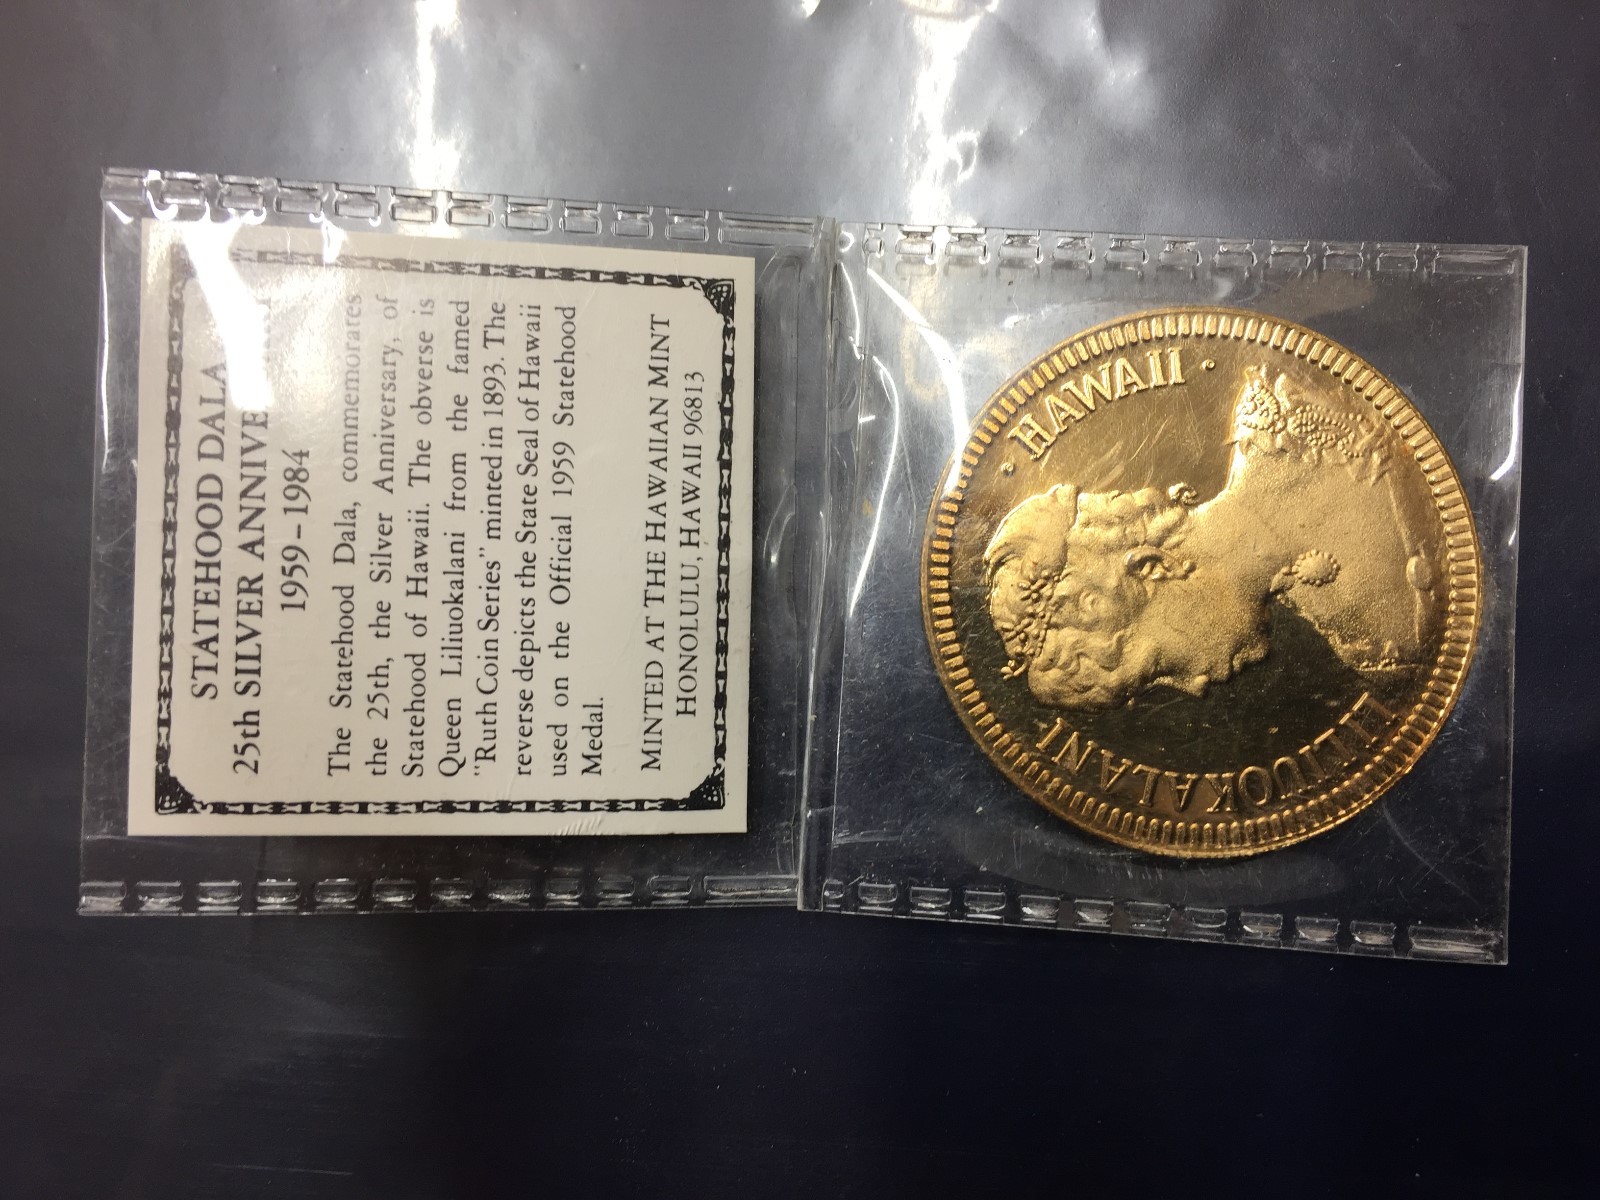 STATEHOOD DALA
25th SILVER ANNIVE
1959–1984
The Statehood Dala, commemorates
the 25th, the Silver Anniversary, of
Statehood of Hawaii. The obverse is
Queen Liliuokalani from the famed
"Ruth Coin Series" minted in 1893. The
reverse depicts the State Seal of Hawaii
used on the Official 1959 Statehood
Medal.
MINTED AT THE HAWAIIAN MINT
HONOLULU, HAWAII 96813
· HAWAII ·
LILIUOKALANI